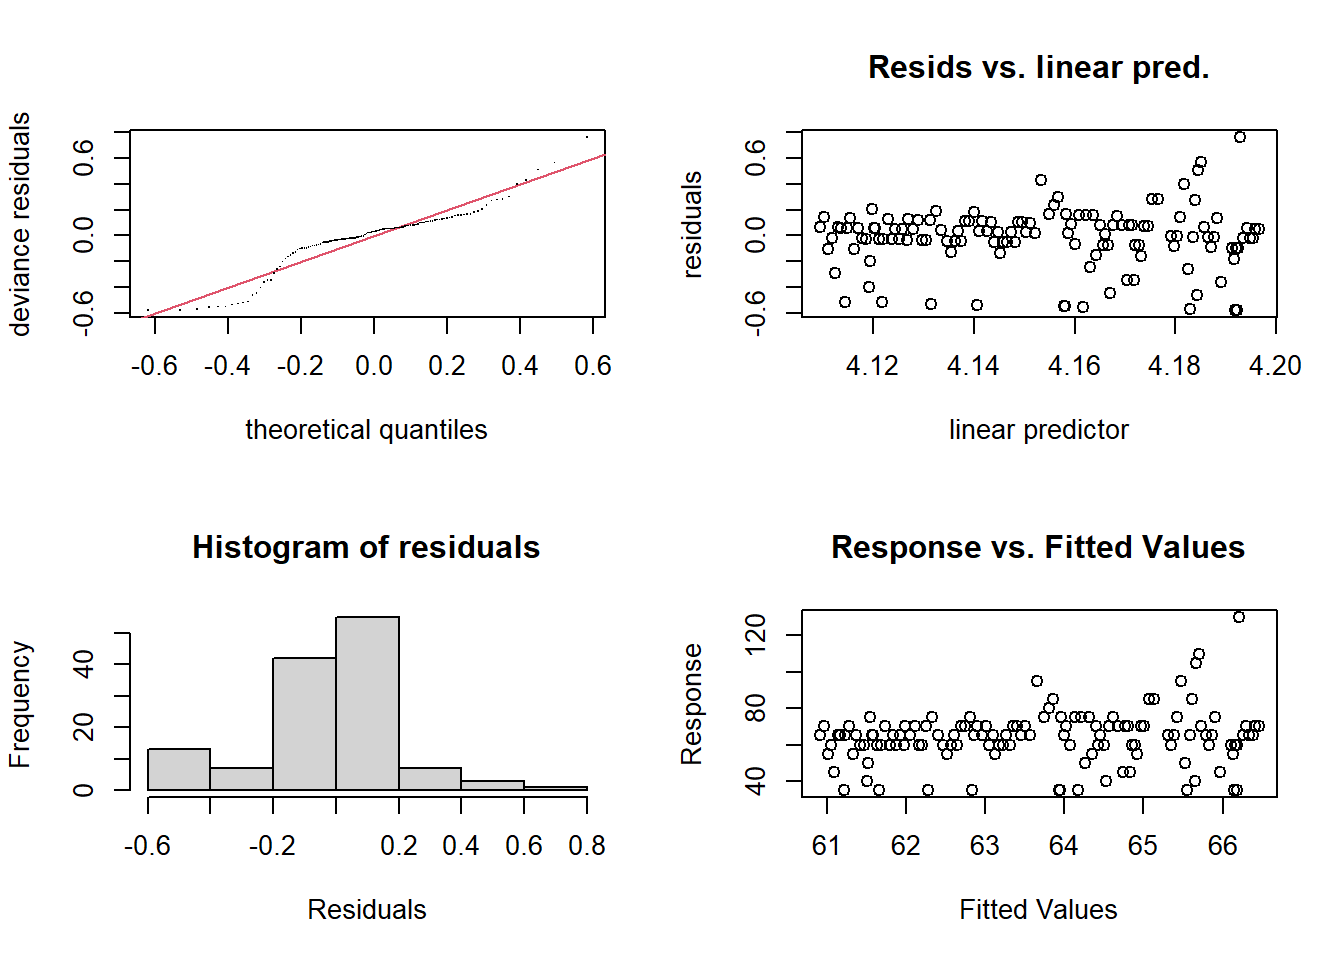 deviance residuals
-0.6 0.0 0.6
-0.6 -0.4 -0.2 0.0 0.2 0.4 0.6
theoretical quantiles
Resids vs. linear pred.
residuals
-0.6 0.0 0.6
4.12 4.14 4.16 4.18 4.20
linear predictor
Histogram of residuals
Frequency
0 20 40
-0.6 -0.2 0.2 0.4 0.6 0.8
Residuals
Response vs. Fitted Values
Response
40 80 120
61 62 63 64 65 66
Fitted Values